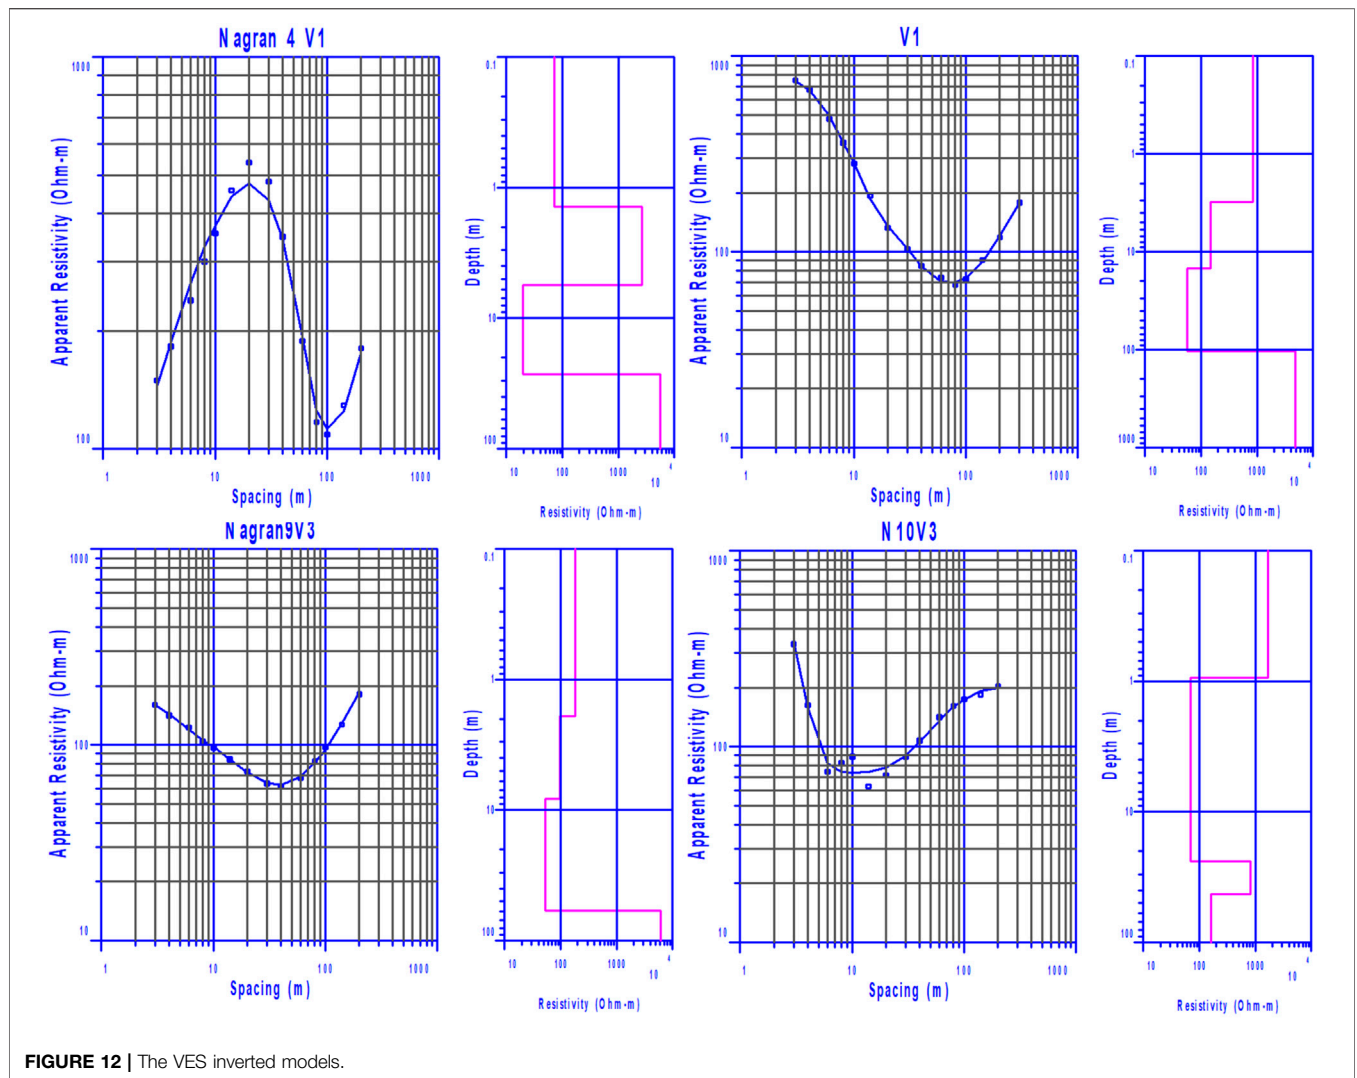 Nagran 4 V1
1000
100
Apparent Resistivity (Ohm-m)
1 10 100 1000
Spacing (m)
0.1
1
10
100
Depth (m)
10 100 1000 10 4
Resistivity (Ohm-m)
V1
1000
100
10
Apparent Resistivity (Ohm-m)
1 10 100 1000
Spacing (m)
0.1
1
10
100
1000
Depth (m)
10 100 1000 10 4
Resistivity (Ohm-m)
Nagran9V3
1000
100
10
Apparent Resistivity (Ohm-m)
1 10 100 1000
Spacing (m)
0.1
1
10
100
Depth (m)
10 100 1000 10 4
Resistivity (Ohm-m)
N10V3
1000
100
10
Apparent Resistivity (Ohm-m)
1 10 100 1000
Spacing (m)
0.1
1
10
100
Depth (m)
10 100 1000 10 4
Resistivity (Ohm-m)
FIGURE 12 | The VES inverted models.